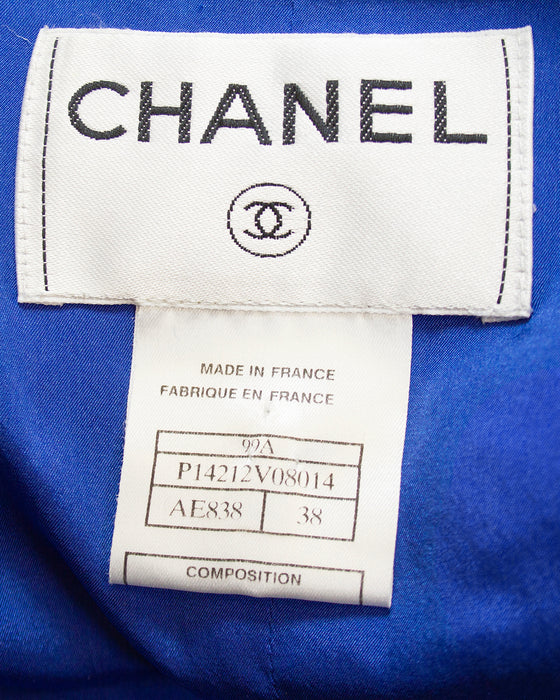 CHANEL
MADE IN FRANCE
FABRIQUE EN FRANCE
99A
P14212V08014
AE838 38
COMPOSITION